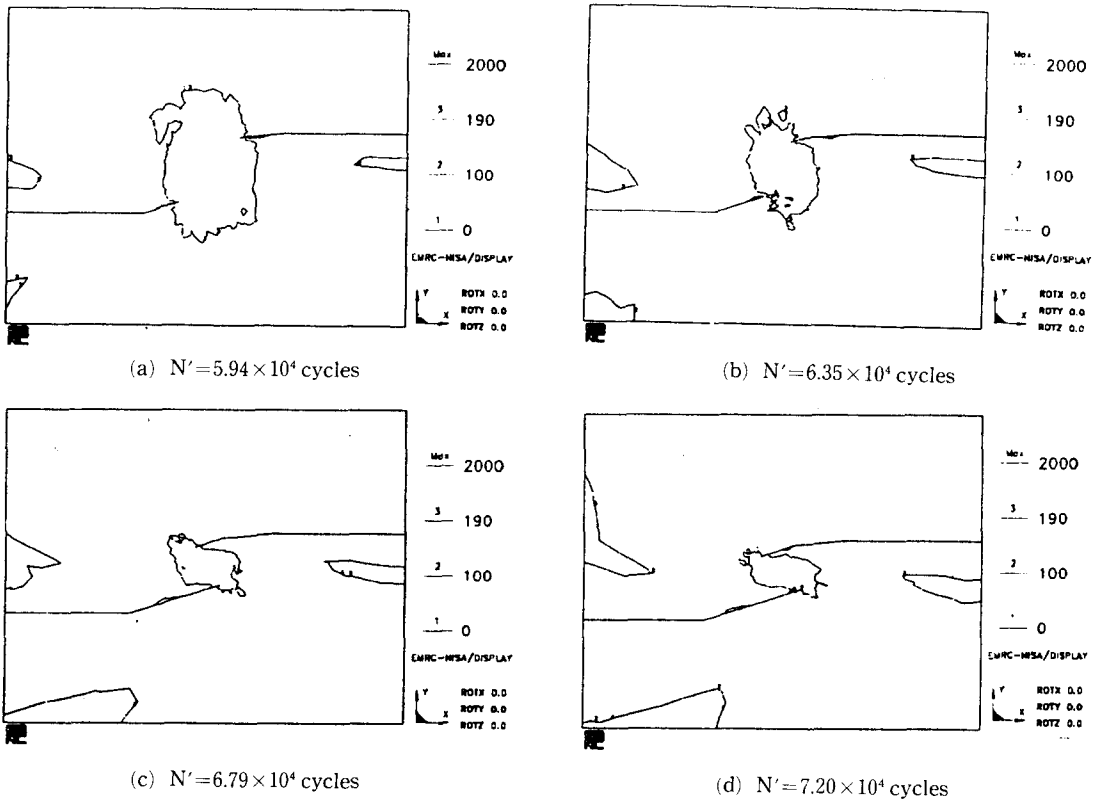 Max 2000
3 190
2 100
1 0
EMRC-NISA/DISPLAY
Y ROTX 0.0
ROTY 0.0
X ROTZ 0.0
(a) N′=5.94×10⁴ cycles
Max 2000
3 190
2 100
1 0
EMRC-NISA/DISPLAY
Y ROTX 0.0
ROTY 0.0
X ROTZ 0.0
(b) N′=6.35×10⁴ cycles
Max 2000
3 190
2 100
1 0
EMRC-NISA/DISPLAY
Y ROTX 0.0
ROTY 0.0
X ROTZ 0.0
(c) N′=6.79×10⁴ cycles
Max 2000
3 190
2 100
0
EMRC-NISA/DISPLAY
Y ROTX 0.0
ROTY 0.0
X ROTZ 0.0
(d) N′=7.20×10⁴ cycles